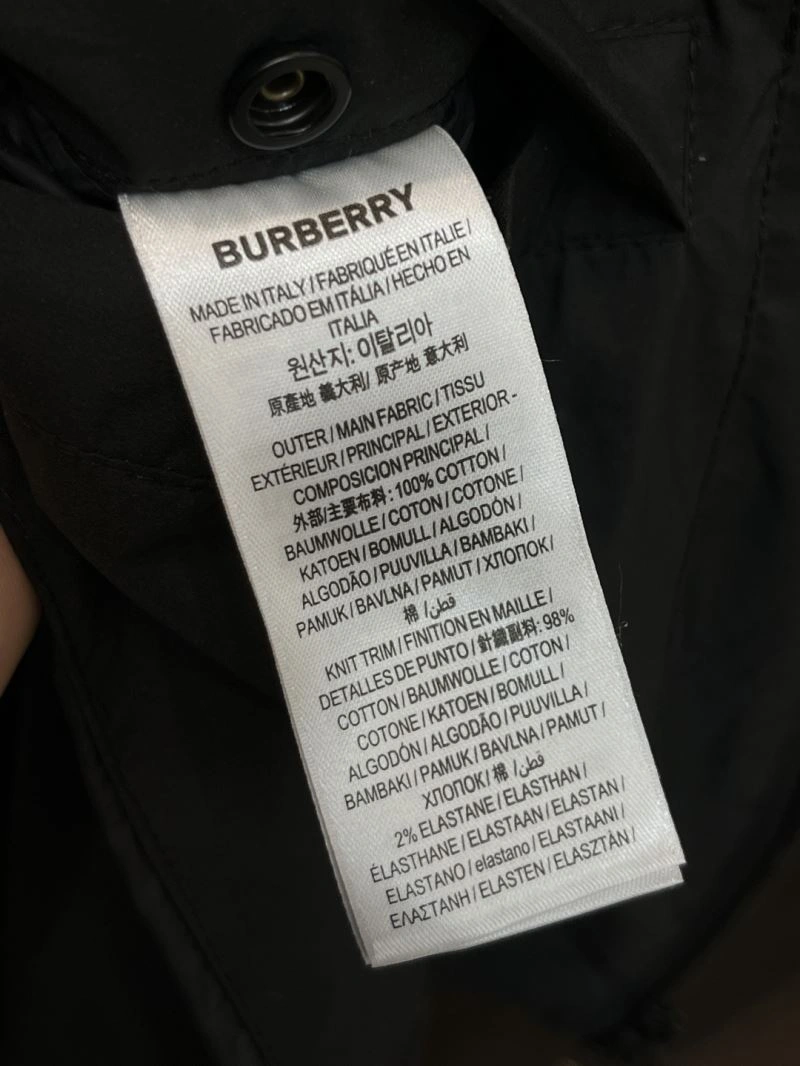 BURBERRY
MADE IN ITALY / FABRIQUÉ EN ITALIE /
FABRICADO EM ITÁLIA / HECHO EN
ITALIA
원산지: 이탈리아
原產地 義大利/ 原产地 意大利
OUTER / MAIN FABRIC / TISSU
EXTÉRIEUR / PRINCIPAL / EXTERIOR -
COMPOSICION PRINCIPAL /
外部/主要布料 : 100% COTTON /
BAUMWOLLE / COTON / COTONE /
KATOEN / BOMULL / ALGODÓN /
ALGODÃO / PUUVILLA / BAMBAKI /
PAMUK / BAVLNA / PAMUT / ХЛОПОК /
棉 / قطن
KNIT TRIM / FINITION EN MAILLE /
DETALLES DE PUNTO / 針織副料: 98%
COTTON / BAUMWOLLE / COTON /
COTONE / KATOEN / BOMULL /
ALGODÓN / ALGODÃO / PUUVILLA /
BAMBAKI / PAMUK / BAVLNA / PAMUT /
ХЛОПОК / 棉 / قطن
2% ELASTANE / ELASTHAN /
ÉLASTHANE / ELASTAAN / ELASTAN /
ELASTANO / elastano / ELASTAANI /
ΕΛΑΣΤΑΝΗ / ELASTEN / ELASZTÀN /